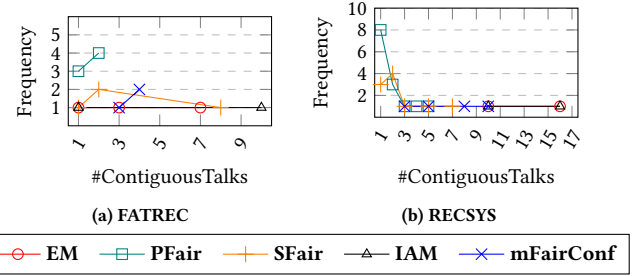 5
4
3
2
1
Frequency
1 3 5 7 9
#ContiguousTalks
(a) FATREC
10
8
6
4
2
Frequency
1 3 5 7 9 11 13 15 17
#ContiguousTalks
(b) RECSYS
EM PFair SFair IAM mFairConf